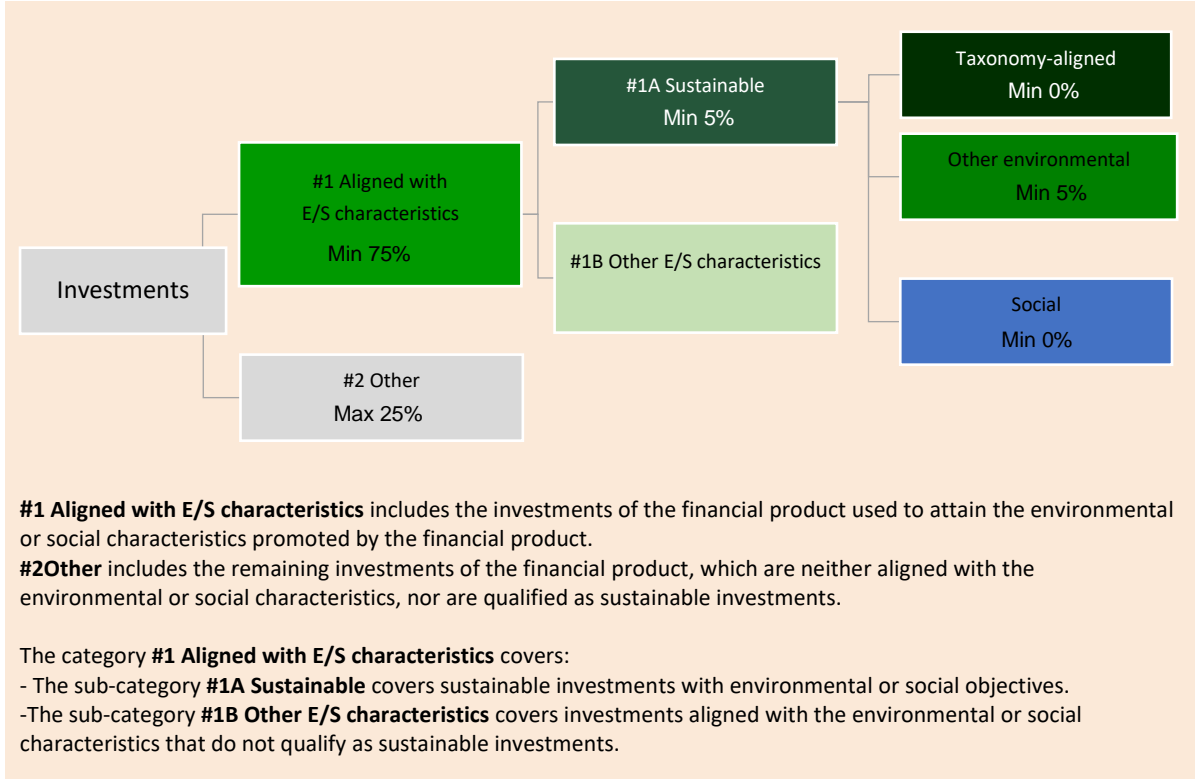 Investments
#1 Aligned with
E/S characteristics
Min 75%
#2 Other
Max 25%
#1A Sustainable
Min 5%
#1B Other E/S characteristics
Taxonomy-aligned
Min 0%
Other environmental
Min 5%
Social
Min 0%
#1 Aligned with E/S characteristics includes the investments of the financial product used to attain the environmental
or social characteristics promoted by the financial product.
#2Other includes the remaining investments of the financial product, which are neither aligned with the
environmental or social characteristics, nor are qualified as sustainable investments.
The category #1 Aligned with E/S characteristics covers:
- The sub-category #1A Sustainable covers sustainable investments with environmental or social objectives.
-The sub-category #1B Other E/S characteristics covers investments aligned with the environmental or social
characteristics that do not qualify as sustainable investments.